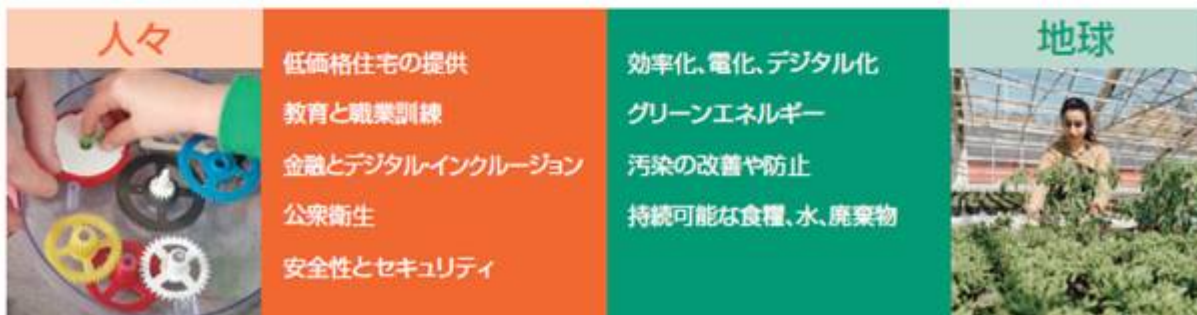 人々
低価格住宅の提供
教育と職業訓練
金融とデジタル・インクルージョン
公衆衛生
安全性とセキュリティ
効率化、電化、デジタル化
グリーンエネルギー
汚染の改善や防止
持続可能な食糧、水、廃棄物
地球